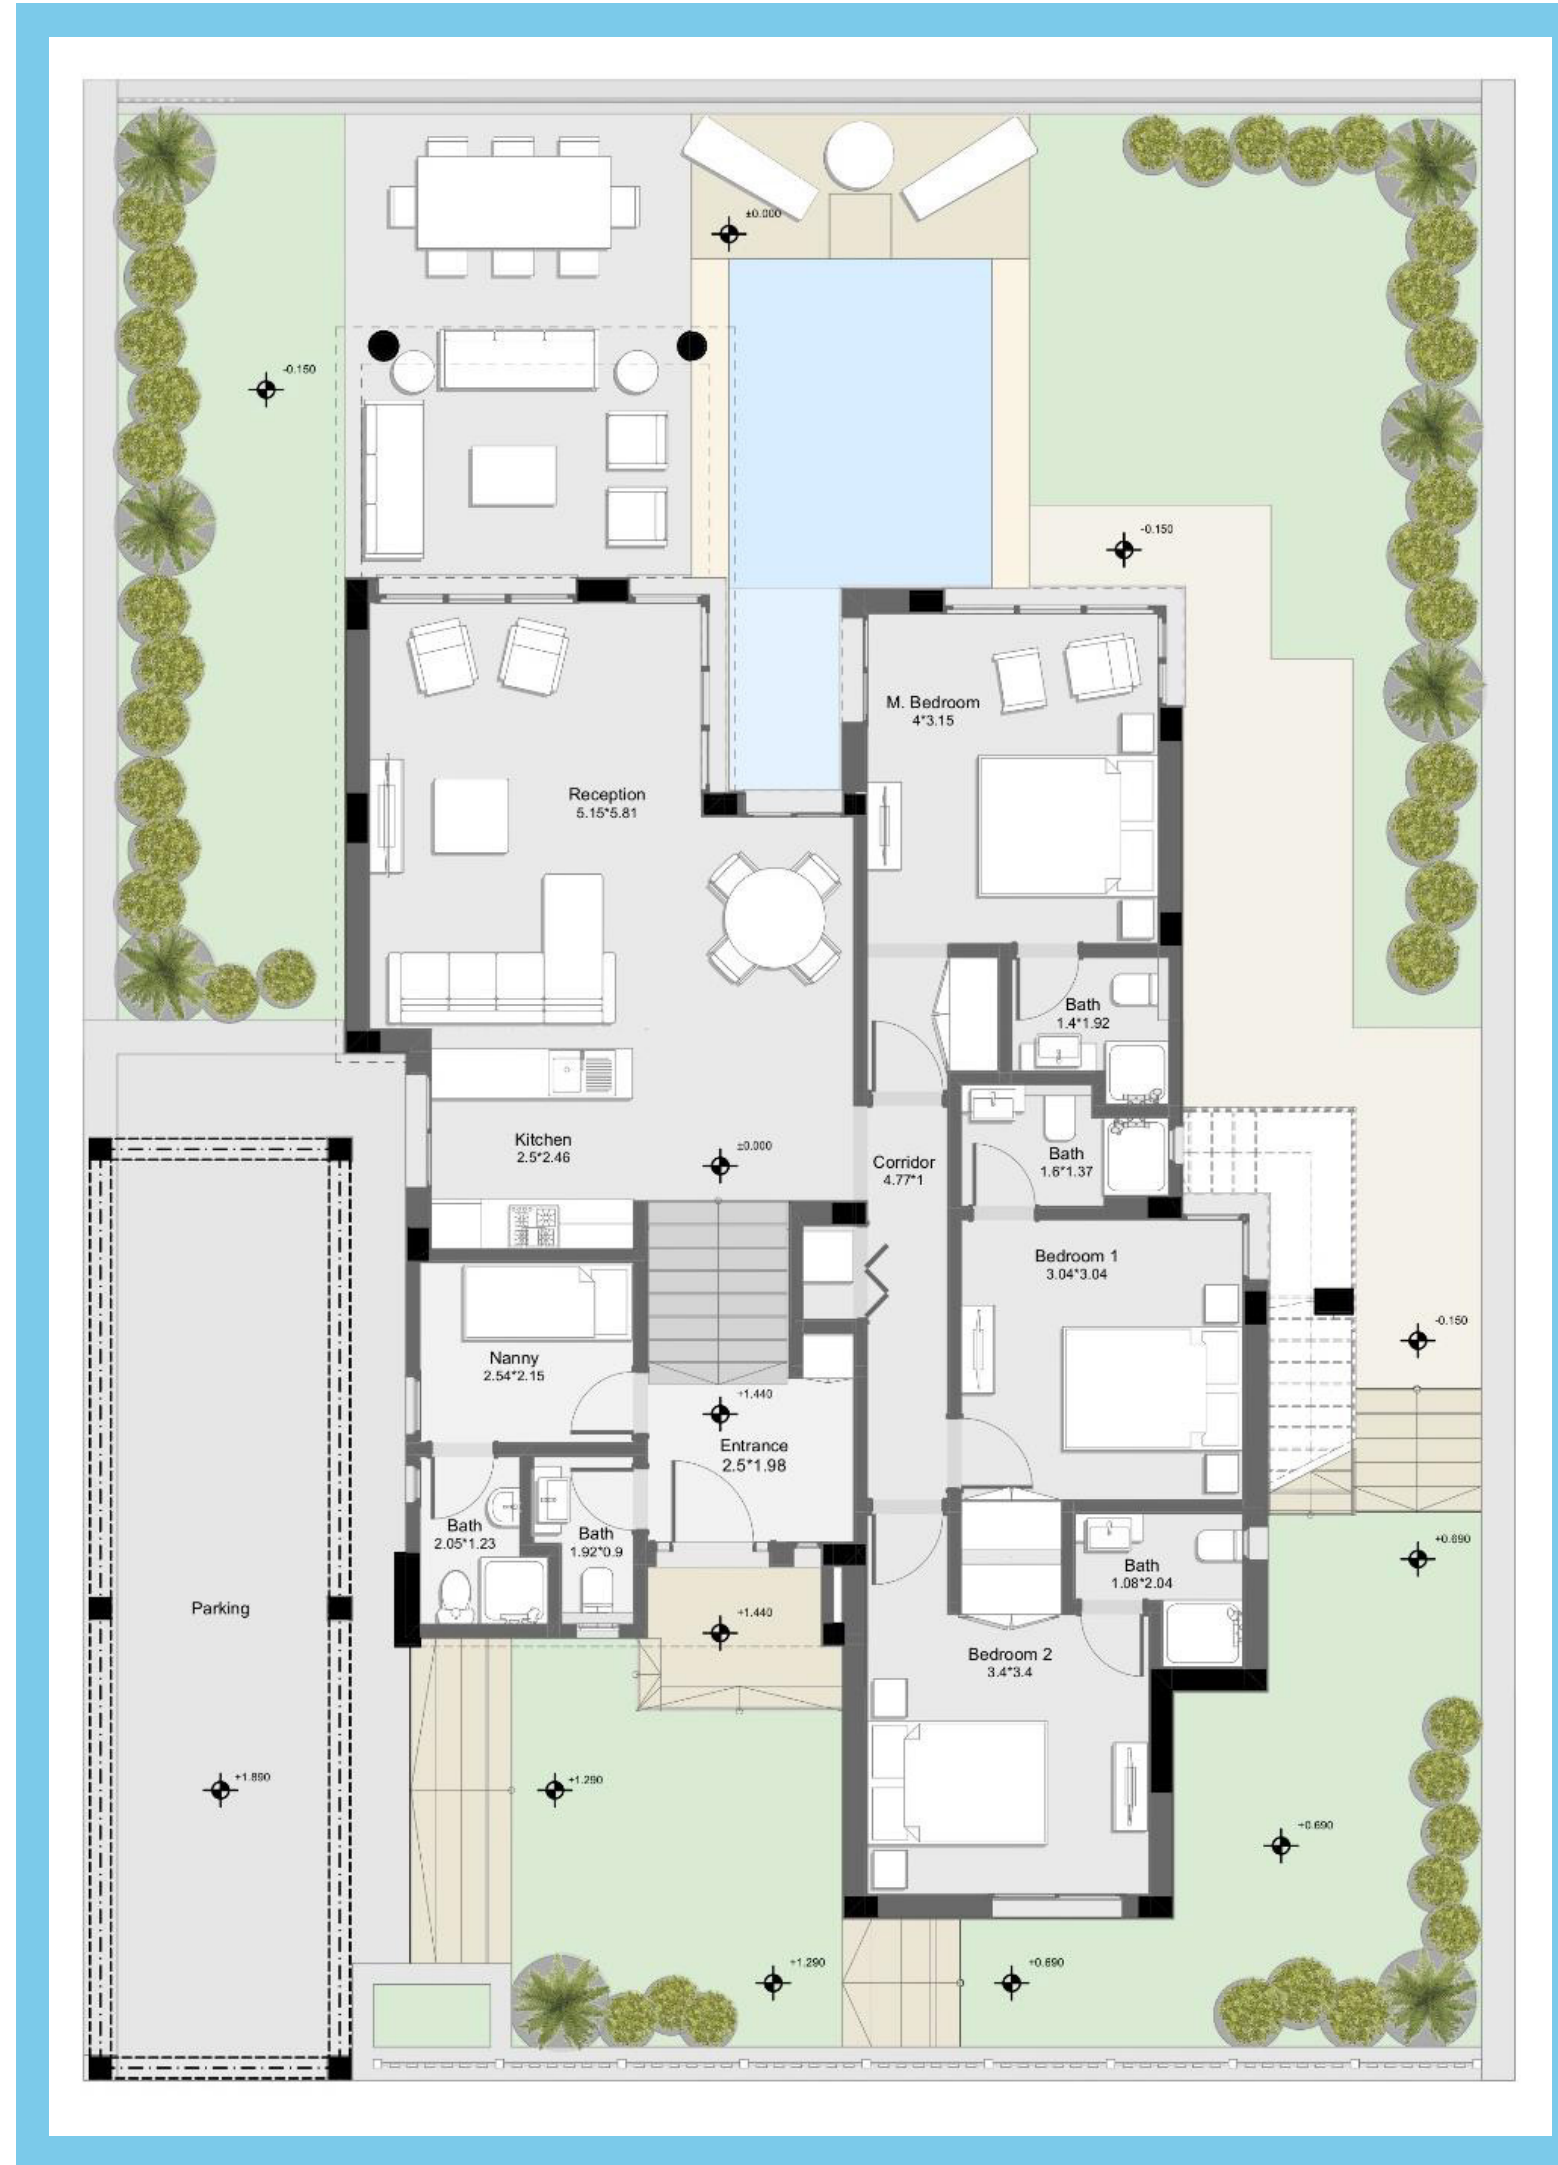 ±0.000
-0.150
-0.150
M. Bedroom
4*3.15
Reception
5.15*5.81
Bath
1.4*1.92
Kitchen
2.5*2.46
±0.000
Corridor
4.77*1
Bath
1.6*1.37
Bedroom 1
3.04*3.04
-0.150
Nanny
2.54*2.15
+1.440
Entrance
2.5*1.98
Bath
2.05*1.23
Bath
1.92*0.9
+0.690
Bath
1.08*2.04
Parking
+1.440
Bedroom 2
3.4*3.4
+1.890
+1.290
+0.690
+1.290
+0.690